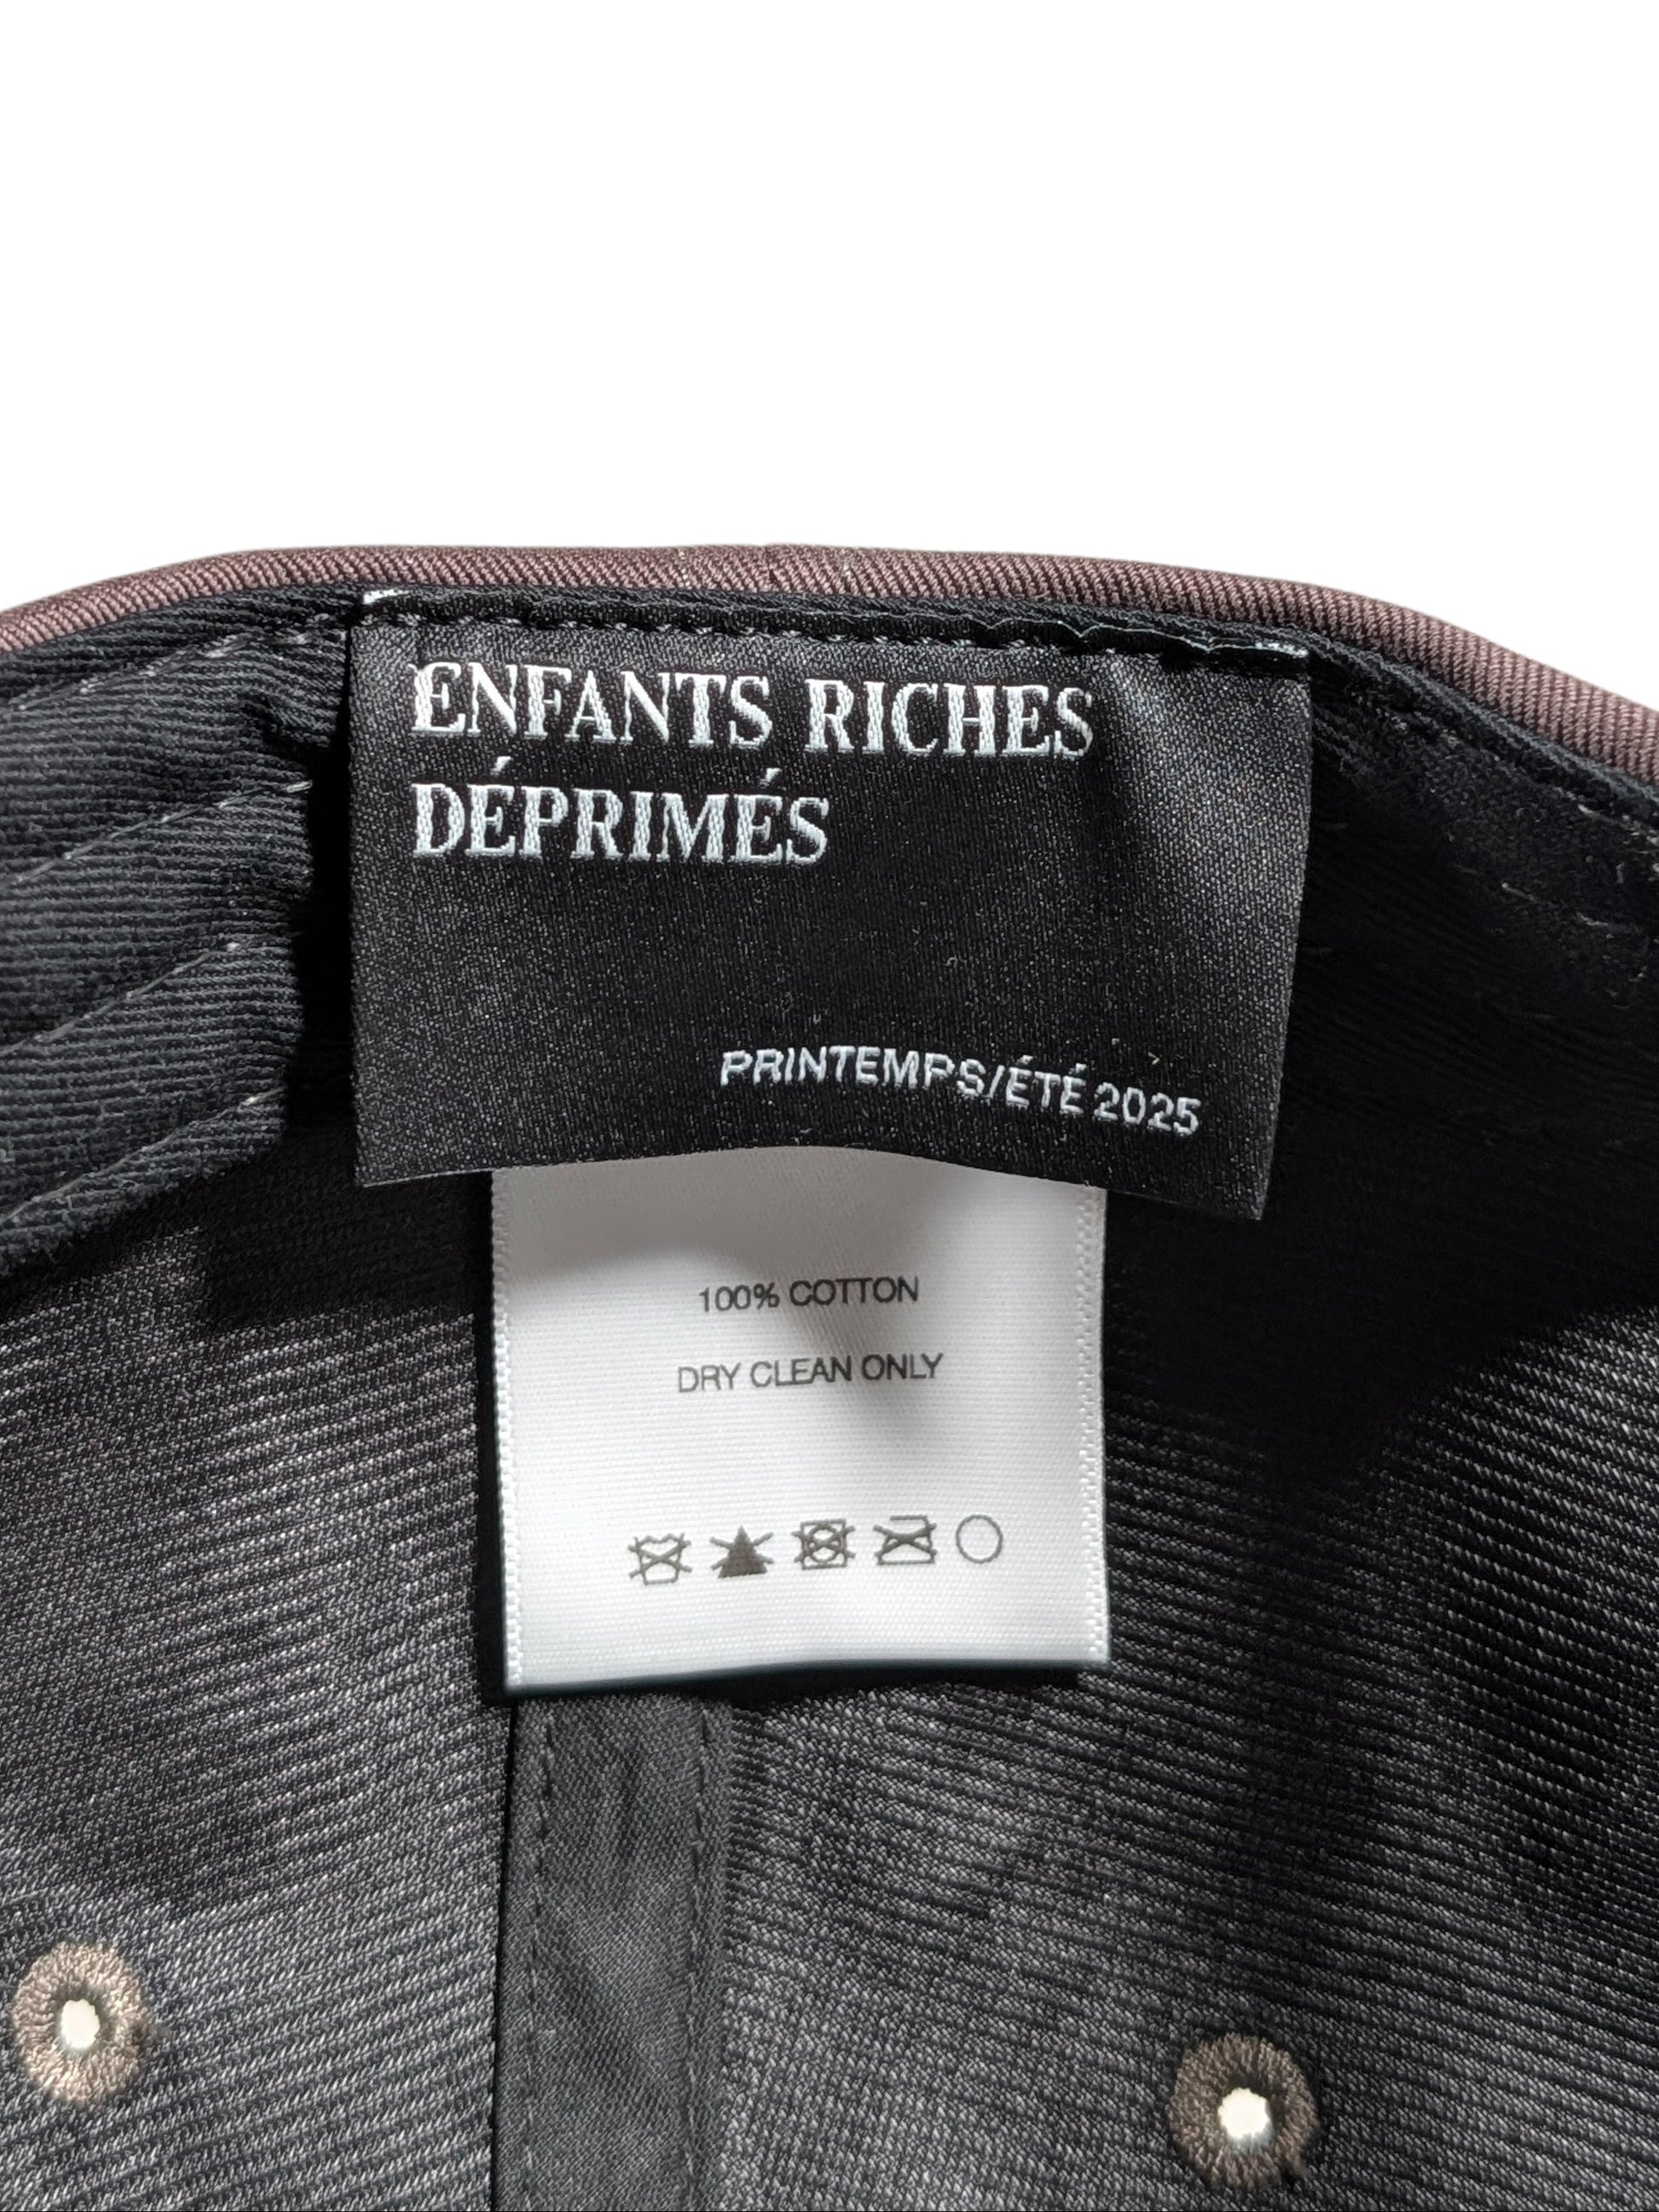 ENFANTS RICHES
DÉPRIMÉS
PRINTEMPS/ÉTÉ 2025
100% COTTON
DRY CLEAN ONLY